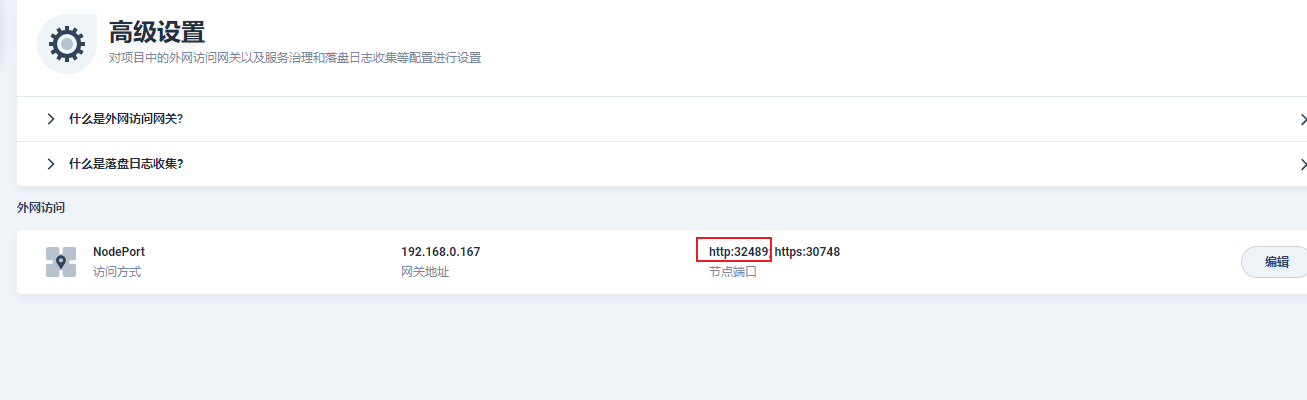 高级设置
对项目中的外网访问网关以及服务治理和落盘日志收集等配置进行设置
什么是外网访问网关?
什么是落盘日志收集?
外网访问
NodePort 192.168.0.167 http:32489; https:30748
访问方式 网关地址 节点端口
编辑